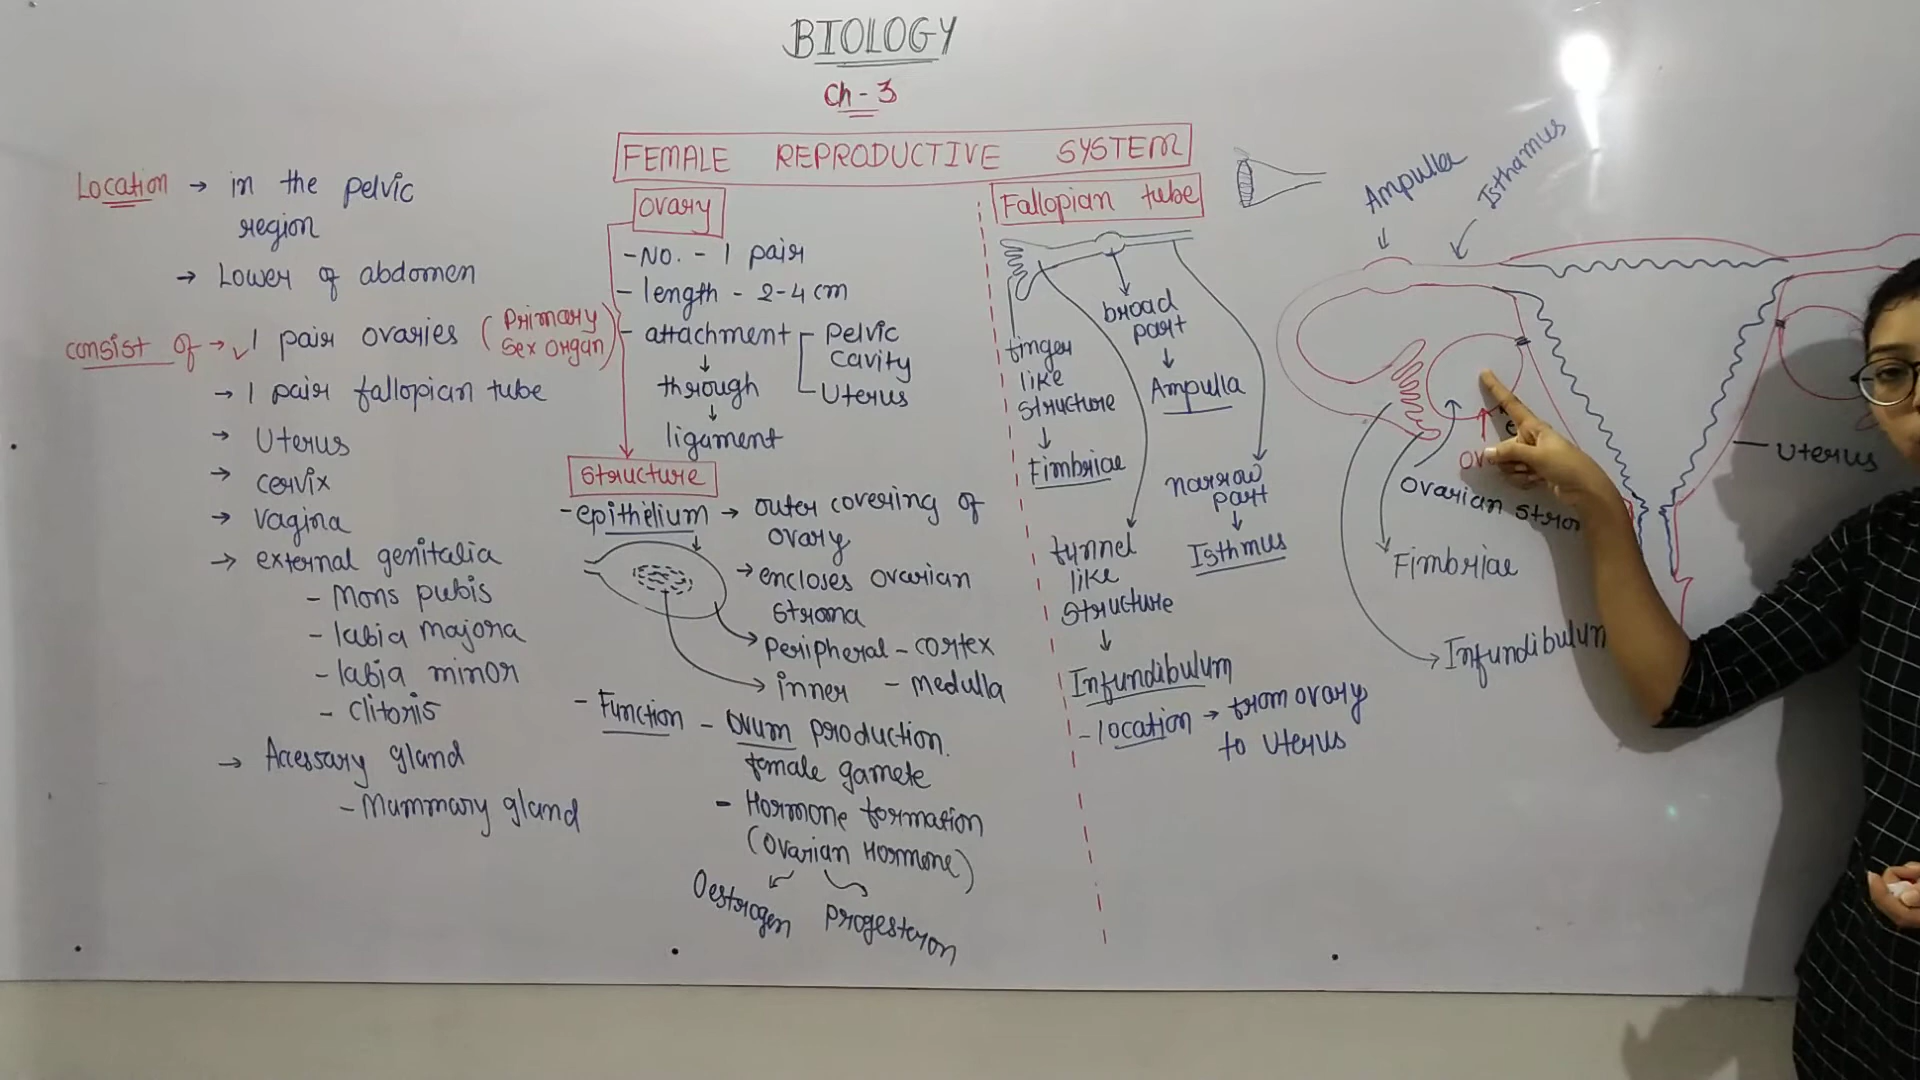 BIOLOGY
Ch - 3
FEMALE REPRODUCTIVE SYSTEM
Location → in the pelvic
region
→ Lower of abdomen
consist of → ✓ 1 pair ovaries (Primary
Sex organ)
→ 1 pair fallopian tube
→ Uterus
→ cervix
→ vagina
→ external genitalia
- Mons pubis
- labia majora
- labia minor
- clitoris
→ Accessary gland
- Mammary gland
Ovary
- NO. - 1 pair
- length - 2-4 cm
- attachment
Pelvic
cavity
Uterus
↓
through
↓
ligament
Structure
- epithelium → outer covering of
ovary
→ encloses ovarian
stroma
Peripheral - cortex
inner - medulla
- Function - Ovum production.
female gamete
- Hormone formation
(Ovarian Hormone)
Oestrogen
Progesteron
Fallopian tube
finger
like
structure
↓
Fimbriae
broad
part
↓
Ampulla
narrow
part
↓
Isthmus
tunnel
like
structure
↓
Infundibulum
- location → from ovary
to uterus
Ampulla
Isthamus
Uterus
Fimbriae
Infundibulum